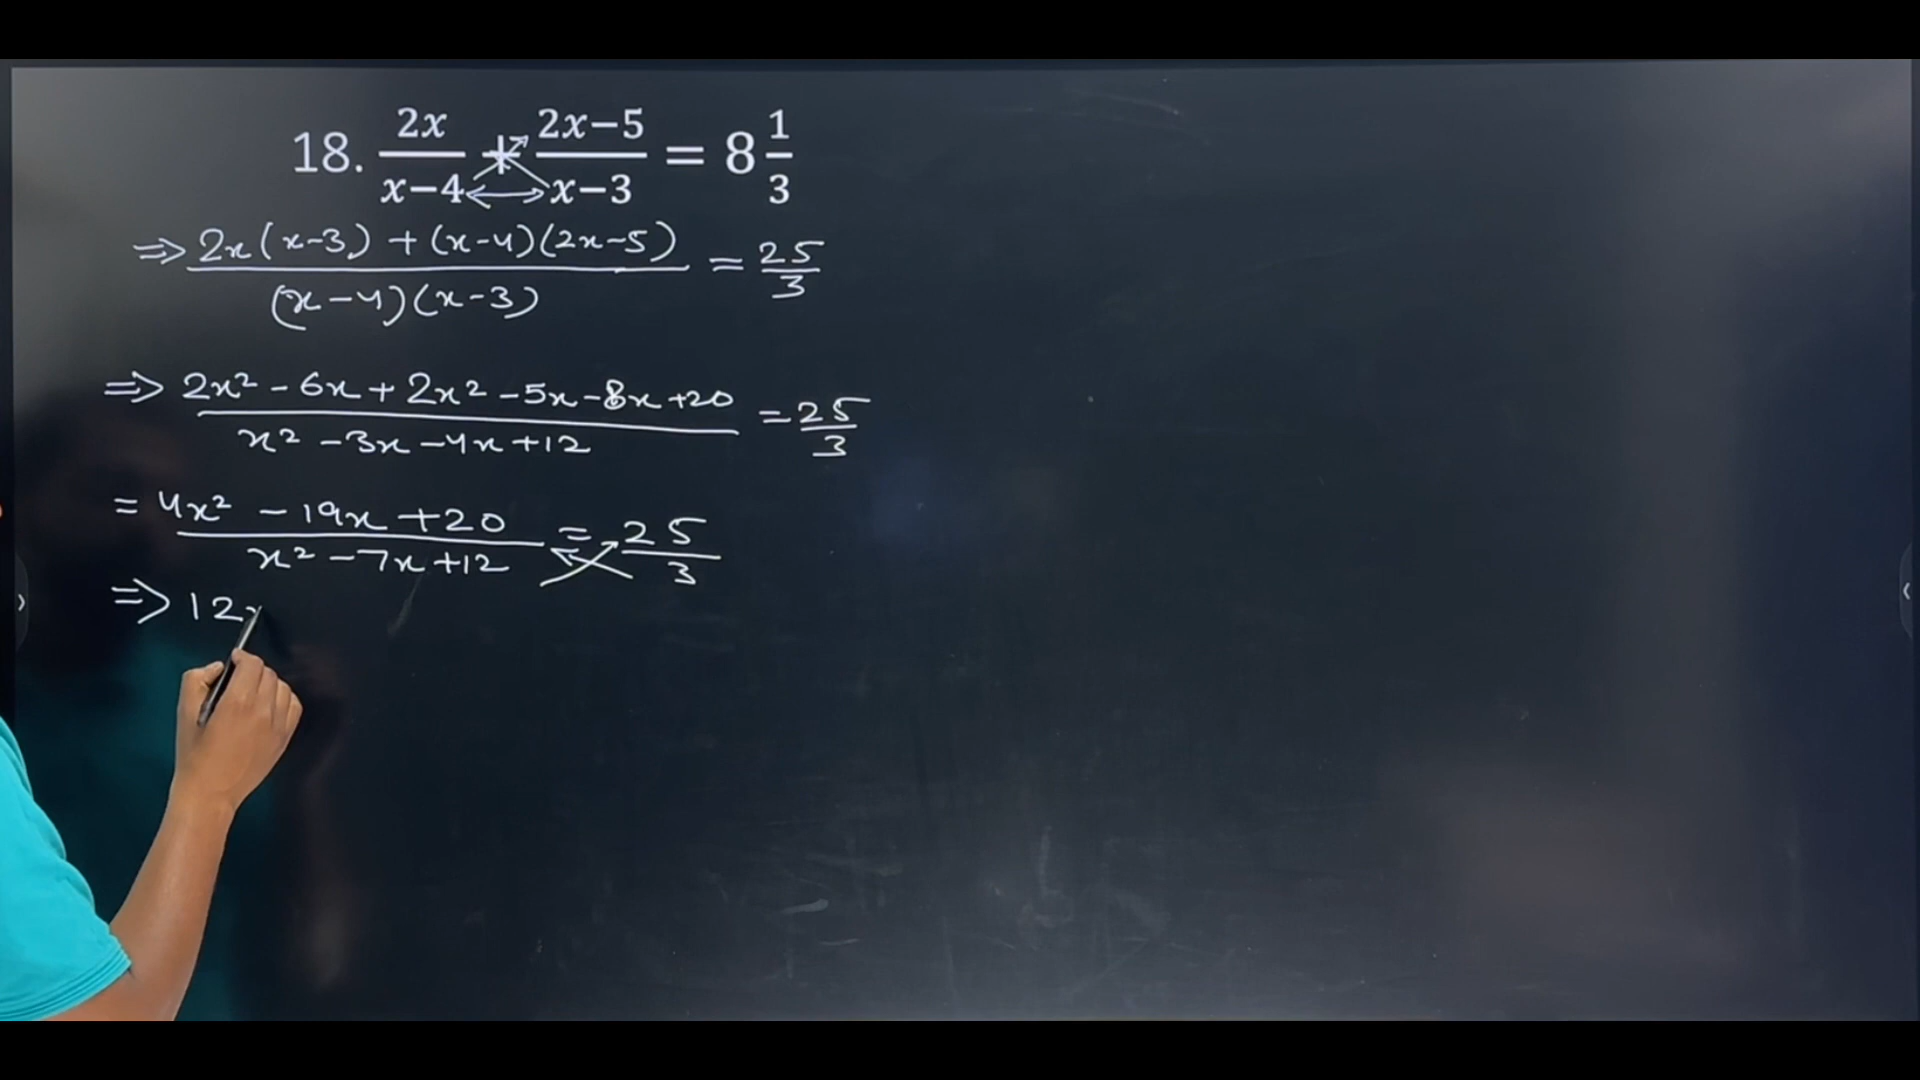 18. 2x/(x−4) + (2x−5)/(x−3) = 8 1/3
⇒ (2x(x-3) + (x-4)(2x-5))/((x-4)(x-3)) = 25/3
⇒ (2x² - 6x + 2x² - 5x - 8x + 20)/(x² - 3x - 4x + 12) = 25/3
= (4x² - 19x + 20)/(x² - 7x + 12) = 25/3
⇒ 12